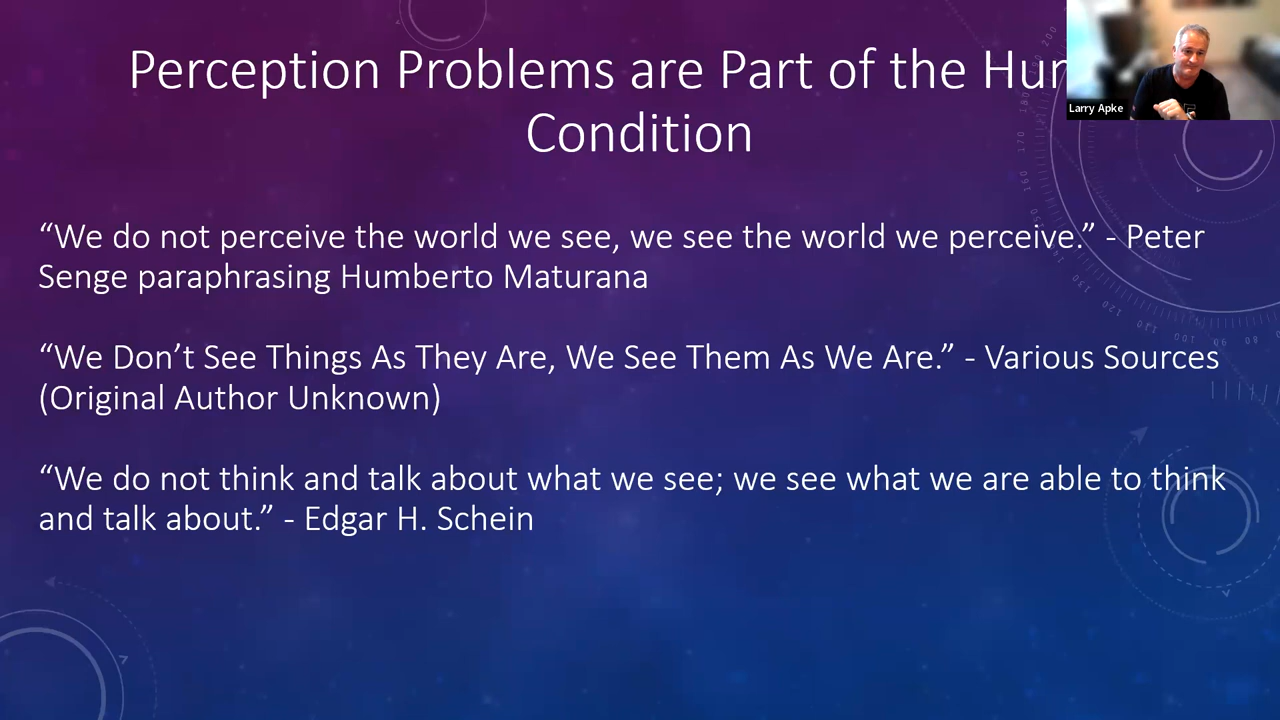 Perception Problems are Part of the
Condition
Larry Apke
“We do not perceive the world we see, we see the world we perceive.” - Peter
Senge paraphrasing Humberto Maturana
“We Don’t See Things As They Are, We See Them As We Are.” - Various Sources
(Original Author Unknown)
“We do not think and talk about what we see; we see what we are able to think
and talk about.” - Edgar H. Schein